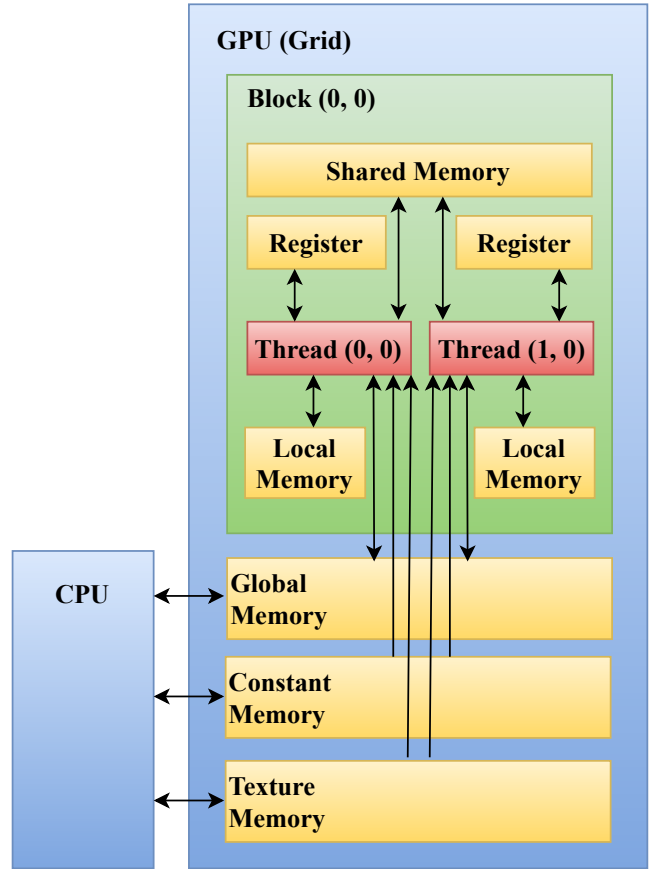 GPU (Grid)
Block (0, 0)
Shared Memory
Register
Register
Thread (0, 0)
Thread (1, 0)
Local
Memory
Local
Memory
CPU
Global
Memory
Constant
Memory
Texture
Memory